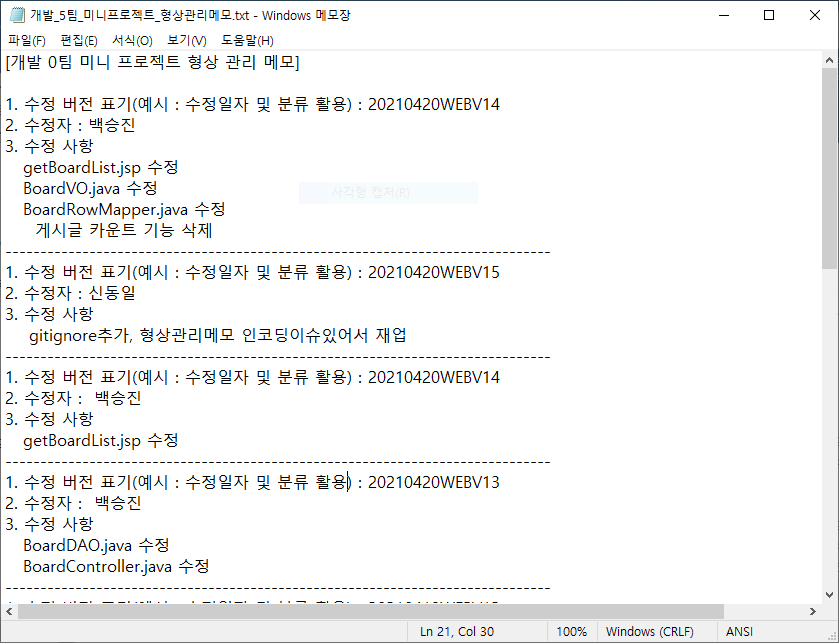 개발_5팀_미니프로젝트_형상관리메모.txt - Windows 메모장
파일(F) 편집(E) 서식(O) 보기(V) 도움말(H)
[개발 0팀 미니 프로젝트 형상 관리 메모]
1. 수정 버전 표기(예시 : 수정일자 및 분류 활용) : 20210420WEBV14
2. 수정자 : 백승진
3. 수정 사항
getBoardList.jsp 수정
사각형 캡처(R)
BoardVO.java 수정
BoardRowMapper.java 수정
게시글 카운트 기능 삭제
--------------------------------------------------------------------------------
1. 수정 버전 표기(예시 : 수정일자 및 분류 활용) : 20210420WEBV15
2. 수정자 : 신동일
3. 수정 사항
gitignore추가, 형상관리메모 인코딩이슈있어서 재업
--------------------------------------------------------------------------------
1. 수정 버전 표기(예시 : 수정일자 및 분류 활용) : 20210420WEBV14
2. 수정자 :  백승진
3. 수정 사항
getBoardList.jsp 수정
--------------------------------------------------------------------------------
1. 수정 버전 표기(예시 : 수정일자 및 분류 활용) : 20210420WEBV13
2. 수정자 :  백승진
3. 수정 사항
BoardDAO.java 수정
BoardController.java 수정
--------------------------------------------------------------------------------
Ln 21, Col 30 100% Windows (CRLF) ANSI